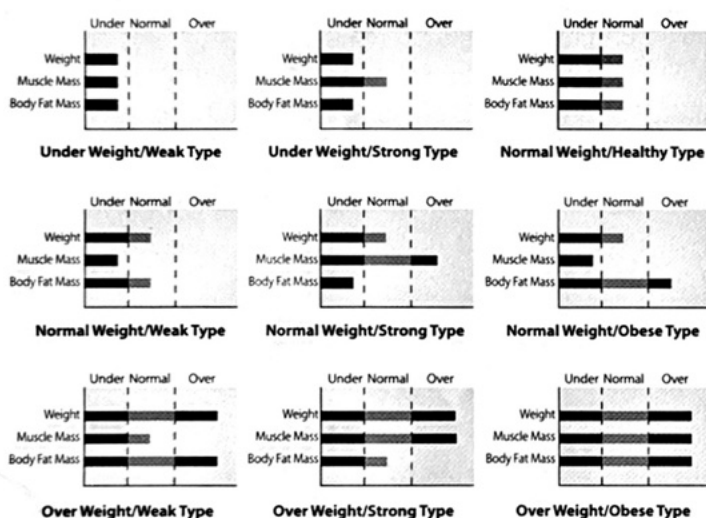 Under Normal Over
Weight
Muscle Mass
Body Fat Mass
Under Weight/Weak Type
Under Normal Over
Weight
Muscle Mass
Body Fat Mass
Under Weight/Strong Type
Under Normal Over
Weight
Muscle Mass
Body Fat Mass
Normal Weight/Healthy Type
Under Normal Over
Weight
Muscle Mass
Body Fat Mass
Normal Weight/Weak Type
Under Normal Over
Weight
Muscle Mass
Body Fat Mass
Normal Weight/Strong Type
Under Normal Over
Weight
Muscle Mass
Body Fat Mass
Normal Weight/Obese Type
Under Normal Over
Weight
Muscle Mass
Body Fat Mass
Over Weight/Weak Type
Under Normal Over
Weight
Muscle Mass
Body Fat Mass
Over Weight/Strong Type
Under Normal Over
Weight
Muscle Mass
Body Fat Mass
Over Weight/Obese Type